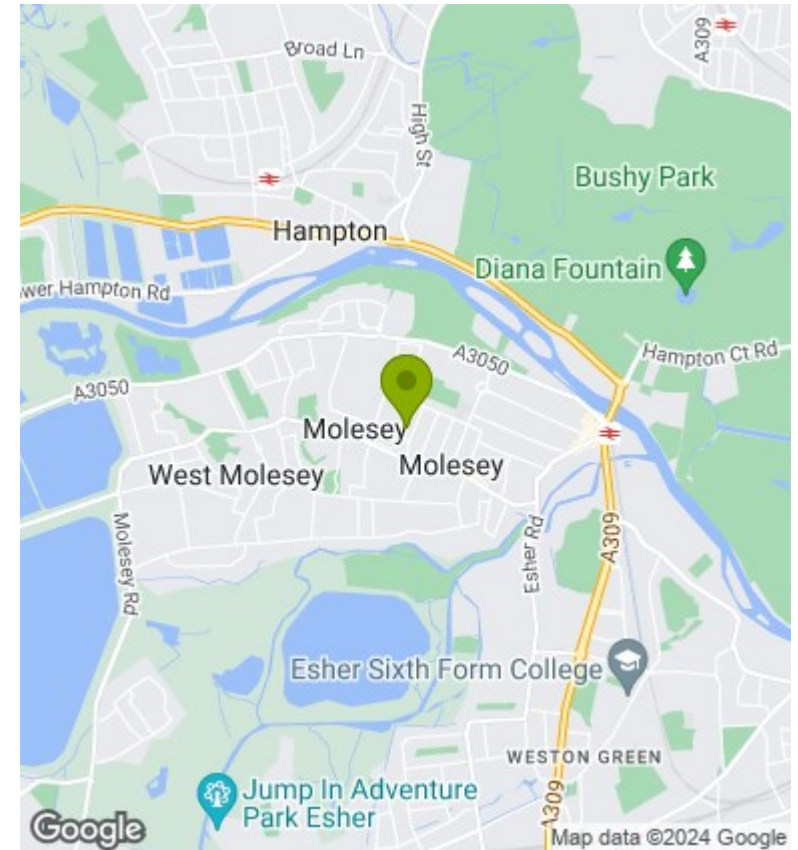 Broad Ln
A309
High St
Bushy Park
Hampton
Diana Fountain
wer Hampton Rd
A3050
Hampton Ct Rd
A3050
Molesey
Molesey
West Molesey
Molesey Rd
Esher Rd
A309
Esher Sixth Form College
WESTON GREEN
Jump In Adventure
Park Esher
A309
Google
Map data ©2024 Google